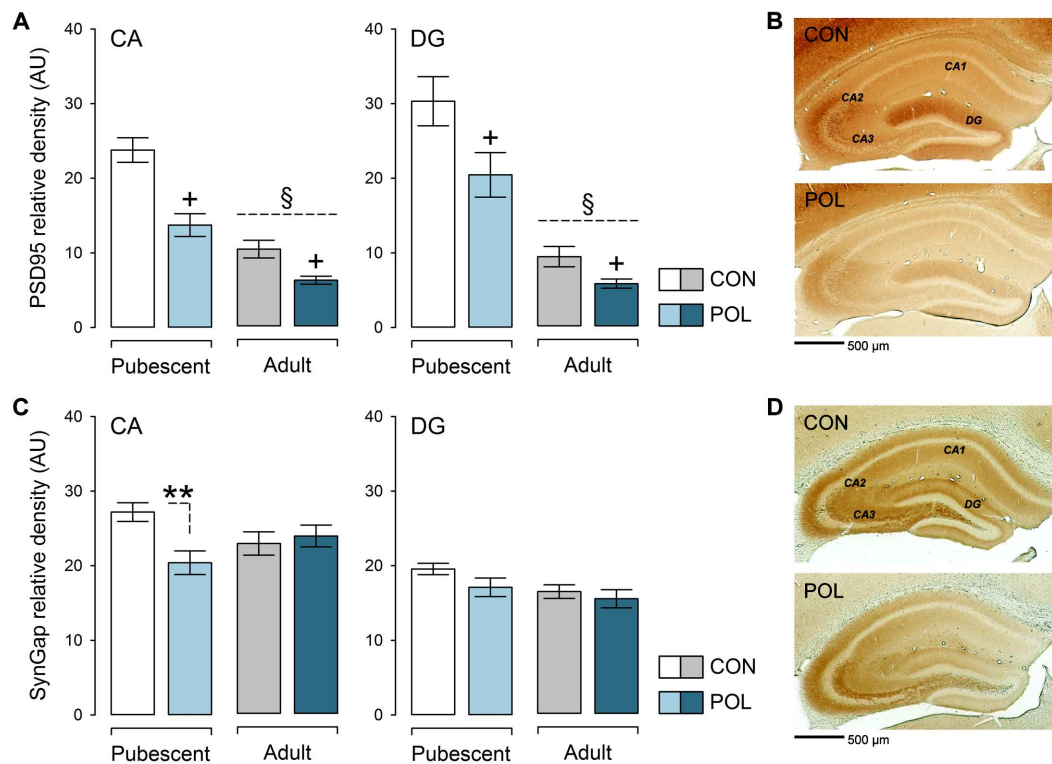 A
CA
DG
PSD95 relative density (AU)
40
30
20
10
0
40
30
20
10
0
+
§
+
+
§
+
CON
POL
Pubescent
Adult
Pubescent
Adult
B
CON
CA1
CA2
CA3
DG
POL
500 µm
C
CA
DG
SynGap relative density (AU)
40
30
20
10
0
40
30
20
10
0
**
CON
POL
Pubescent
Adult
Pubescent
Adult
D
CON
CA1
CA2
CA3
DG
POL
500 µm